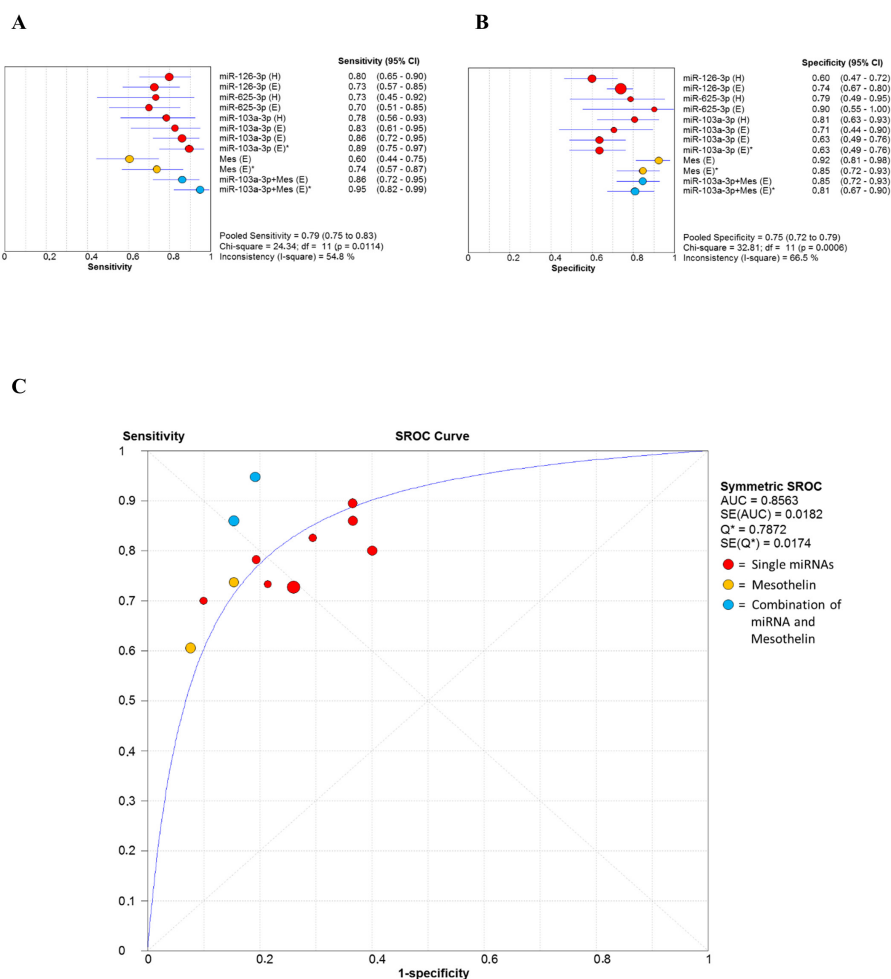 A
B
Sensitivity (95% CI)
miR-126-3p (H) 0.80 (0.65 - 0.90)
miR-126-3p (E) 0.73 (0.57 - 0.85)
miR-625-3p (H) 0.73 (0.45 - 0.92)
miR-625-3p (E) 0.70 (0.51 - 0.85)
miR-103a-3p (H) 0.78 (0.56 - 0.93)
miR-103a-3p (E) 0.83 (0.61 - 0.95)
miR-103a-3p (E) 0.86 (0.72 - 0.95)
miR-103a-3p (E)* 0.89 (0.75 - 0.97)
Mes (E) 0.60 (0.44 - 0.75)
Mes (E)* 0.74 (0.57 - 0.87)
miR-103a-3p+Mes (E) 0.86 (0.72 - 0.95)
miR-103a-3p+Mes (E)* 0.95 (0.82 - 0.99)
Pooled Sensitivity = 0.79 (0.75 to 0.83)
Chi-square = 24.34; df = 11 (p = 0.0114)
Inconsistency (I-square) = 54.8 %
0 0.2 0.4 0.6 0.8 1
Sensitivity
Specificity (95% CI)
miR-126-3p (H) 0.60 (0.47 - 0.72)
miR-126-3p (E) 0.74 (0.67 - 0.80)
miR-625-3p (H) 0.79 (0.49 - 0.95)
miR-625-3p (E) 0.90 (0.55 - 1.00)
miR-103a-3p (H) 0.81 (0.63 - 0.93)
miR-103a-3p (E) 0.71 (0.44 - 0.90)
miR-103a-3p (E) 0.63 (0.49 - 0.76)
miR-103a-3p (E)* 0.63 (0.49 - 0.76)
Mes (E) 0.92 (0.81 - 0.98)
Mes (E)* 0.85 (0.72 - 0.93)
miR-103a-3p+Mes (E) 0.85 (0.72 - 0.93)
miR-103a-3p+Mes (E)* 0.81 (0.67 - 0.90)
Pooled Specificity = 0.75 (0.72 to 0.79)
Chi-square = 32.81; df = 11 (p = 0.0006)
Inconsistency (I-square) = 66.5 %
0 0.2 0.4 0.6 0.8 1
Specificity
C
Sensitivity
SROC Curve
1
0.9
0.8
0.7
0.6
0.5
0.4
0.3
0.2
0.1
0
0 0.2 0.4 0.6 0.8 1
1-specificity
Symmetric SROC
AUC = 0.8563
SE(AUC) = 0.0182
Q* = 0.7872
SE(Q*) = 0.0174
= Single miRNAs
= Mesothelin
= Combination of
miRNA and
Mesothelin